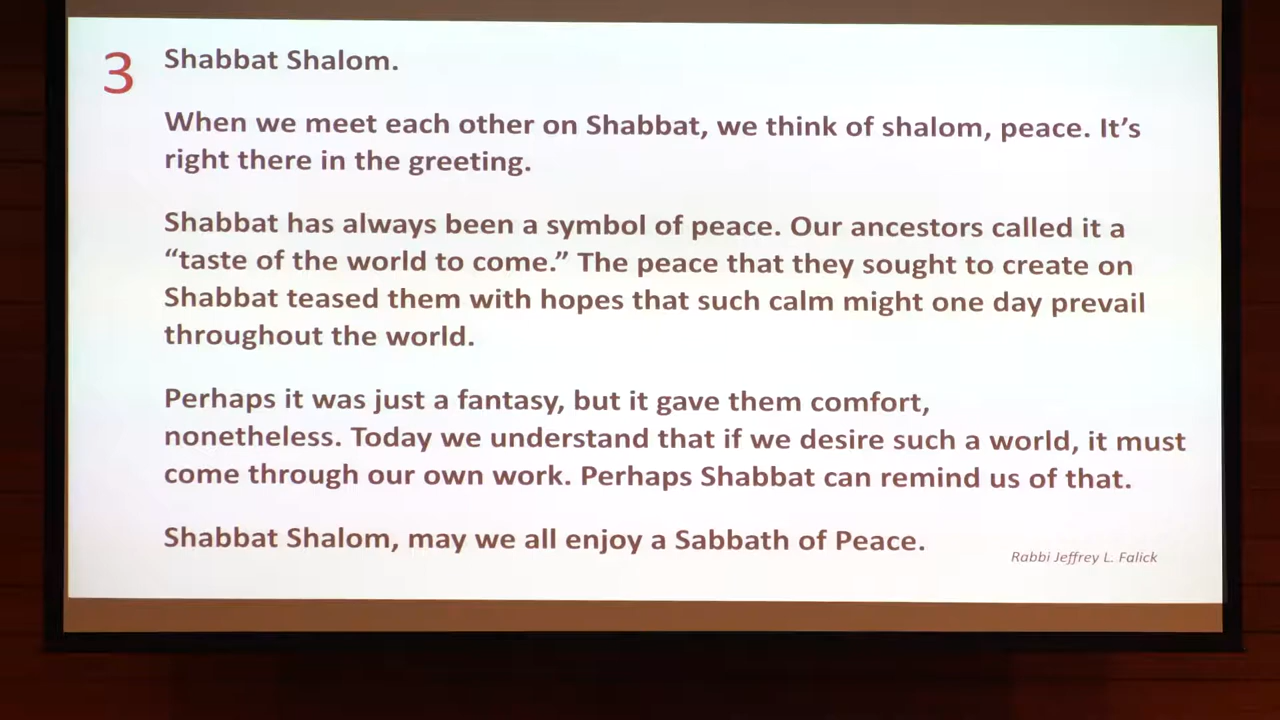 3
Shabbat Shalom.
When we meet each other on Shabbat, we think of shalom, peace. It’s
right there in the greeting.
Shabbat has always been a symbol of peace. Our ancestors called it a
“taste of the world to come.” The peace that they sought to create on
Shabbat teased them with hopes that such calm might one day prevail
throughout the world.
Perhaps it was just a fantasy, but it gave them comfort,
nonetheless. Today we understand that if we desire such a world, it must
come through our own work. Perhaps Shabbat can remind us of that.
Shabbat Shalom, may we all enjoy a Sabbath of Peace.
Rabbi Jeffrey L. Falick